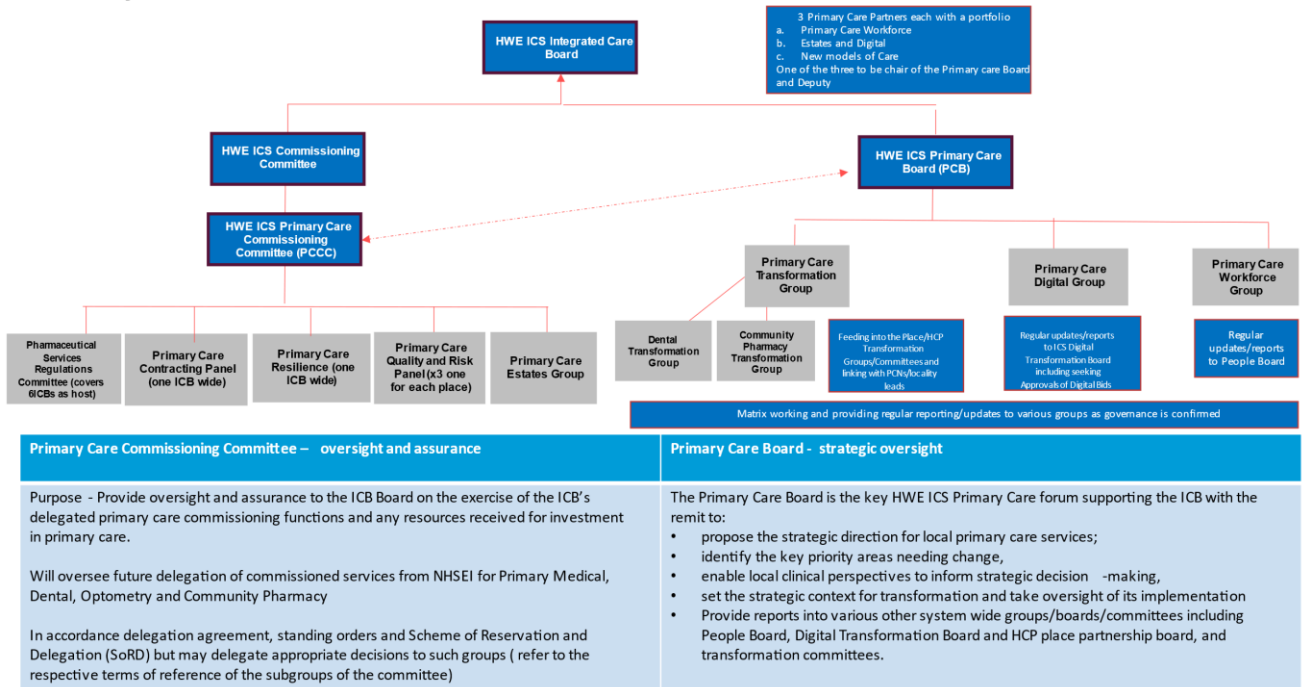 3 Primary Care Partners each with a portfolio
a. Primary Care Workforce
b. Estates and Digital
c. New models of Care
One of the three to be chair of the Primary care Board
and Deputy
HWE ICS Integrated Care
Board
HWE ICS Commissioning
Committee
HWE ICS Primary Care
Board (PCB)
HWE ICS Primary Care
Commissioning
Committee (PCCC)
Primary Care
Transformation
Group
Primary Care
Digital Group
Primary Care
Workforce
Group
Pharmaceutical
Services
Regulations
Committee (covers
6ICBs as host)
Primary Care
Contracting Panel
(one ICB wide)
Primary Care
Resilience (one
ICB wide)
Primary Care
Quality and Risk
Panel (x3 one
for each place)
Primary Care
Estates Group
Dental
Transformation
Group
Community
Pharmacy
Transformation
Group
Feeding into the Place/HCP
Transformation
Groups/Committees and
linking with PCNs/locality
leads
Regular updates/reports
to ICS Digital
Transformation Board
including seeking
Approvals of Digital Bids
Regular
updates/reports
to People Board
Matrix working and providing regular reporting/updates to various groups as governance is confirmed
Primary Care Commissioning Committee – oversight and assurance
Purpose - Provide oversight and assurance to the ICB Board on the exercise of the ICB's
delegated primary care commissioning functions and any resources received for investment
in primary care.
Will oversee future delegation of commissioned services from NHSEI for Primary Medical,
Dental, Optometry and Community Pharmacy
In accordance delegation agreement, standing orders and Scheme of Reservation and
Delegation (SoRD) but may delegate appropriate decisions to such groups ( refer to the
respective terms of reference of the subgroups of the committee)
Primary Care Board - strategic oversight
The Primary Care Board is the key HWE ICS Primary Care forum supporting the ICB with the
remit to:
• propose the strategic direction for local primary care services;
• identify the key priority areas needing change,
• enable local clinical perspectives to inform strategic decision -making,
• set the strategic context for transformation and take oversight of its implementation
• Provide reports into various other system wide groups/boards/committees including
People Board, Digital Transformation Board and HCP place partnership board, and
transformation committees.